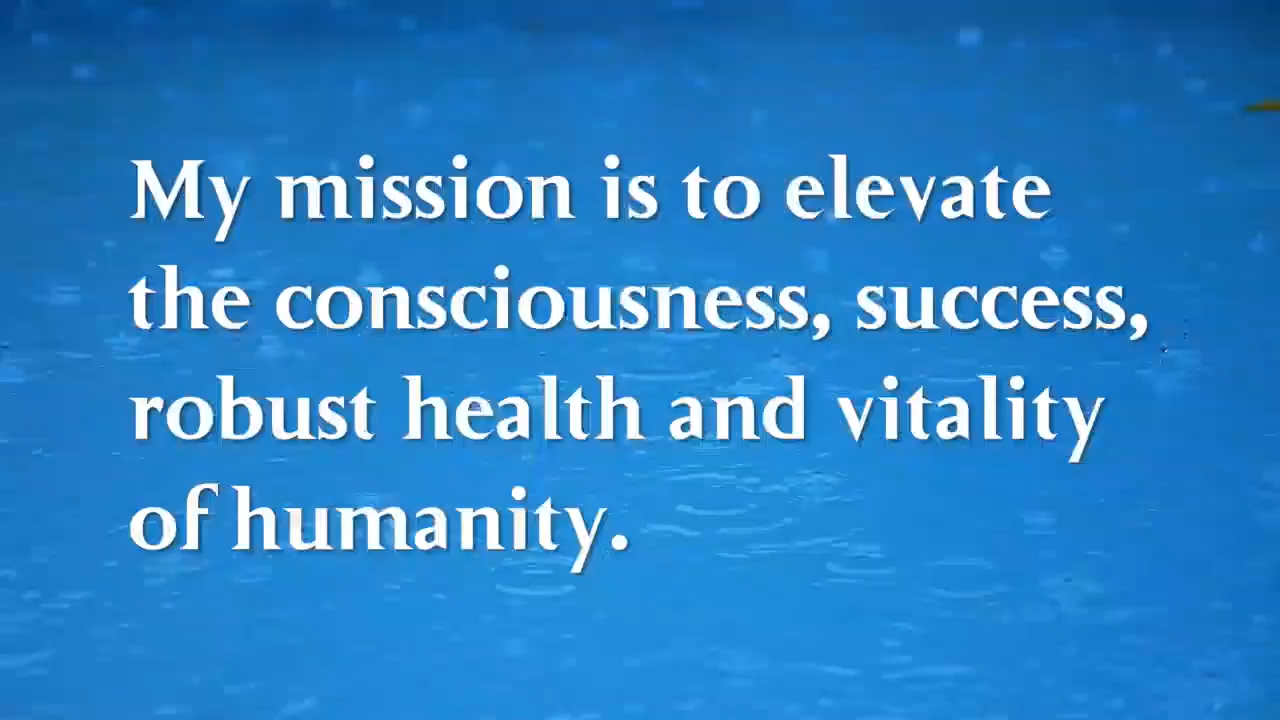 My mission is to elevate
the consciousness, success,
robust health and vitality
of humanity.